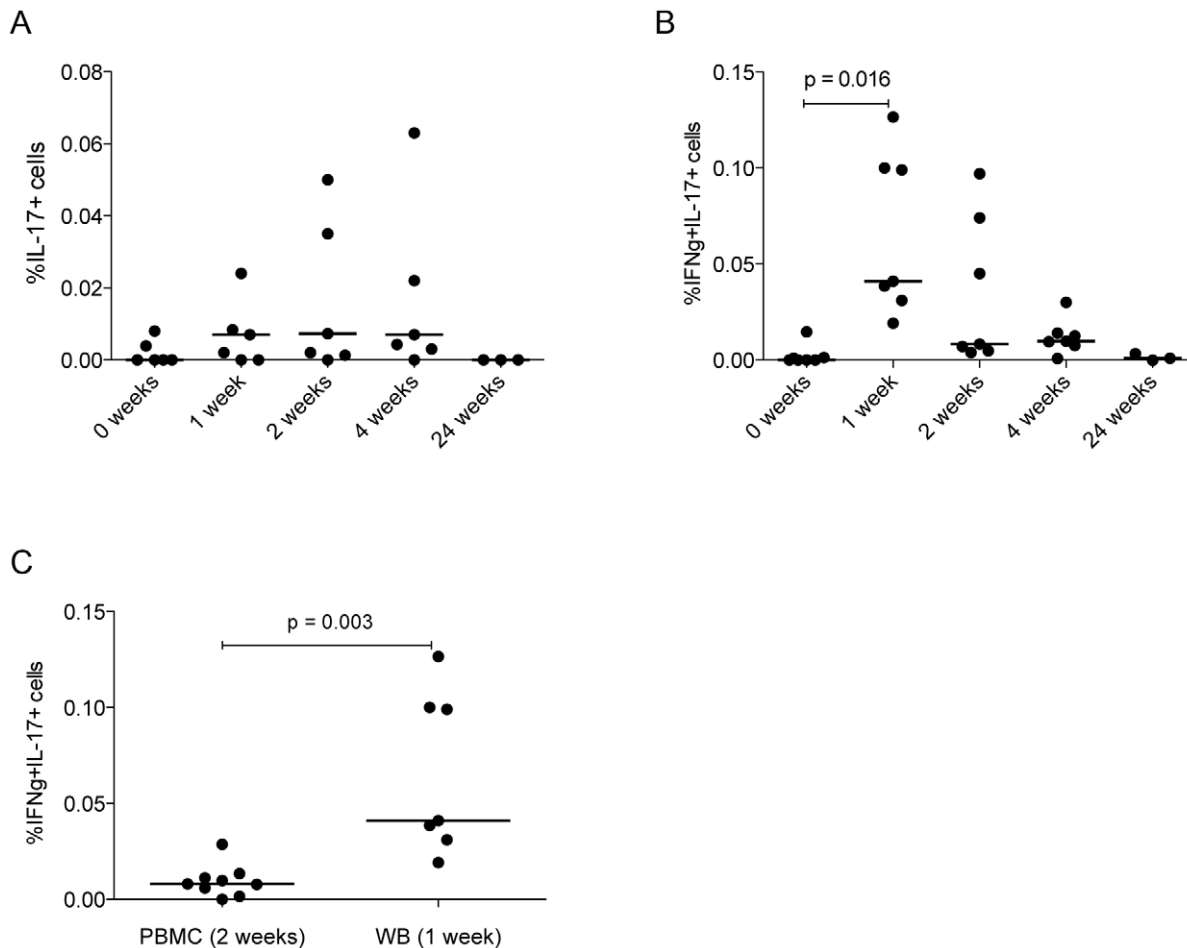 A
0.08
0.06
0.04
0.02
0.00
%IL-17+ cells
0 weeks
1 week
2 weeks
4 weeks
24 weeks
B
p = 0.016
0.15
0.10
0.05
0.00
%IFNg+IL-17+ cells
0 weeks
1 week
2 weeks
4 weeks
24 weeks
C
p = 0.003
0.15
0.10
0.05
0.00
%IFNg+IL-17+ cells
PBMC (2 weeks)
WB (1 week)